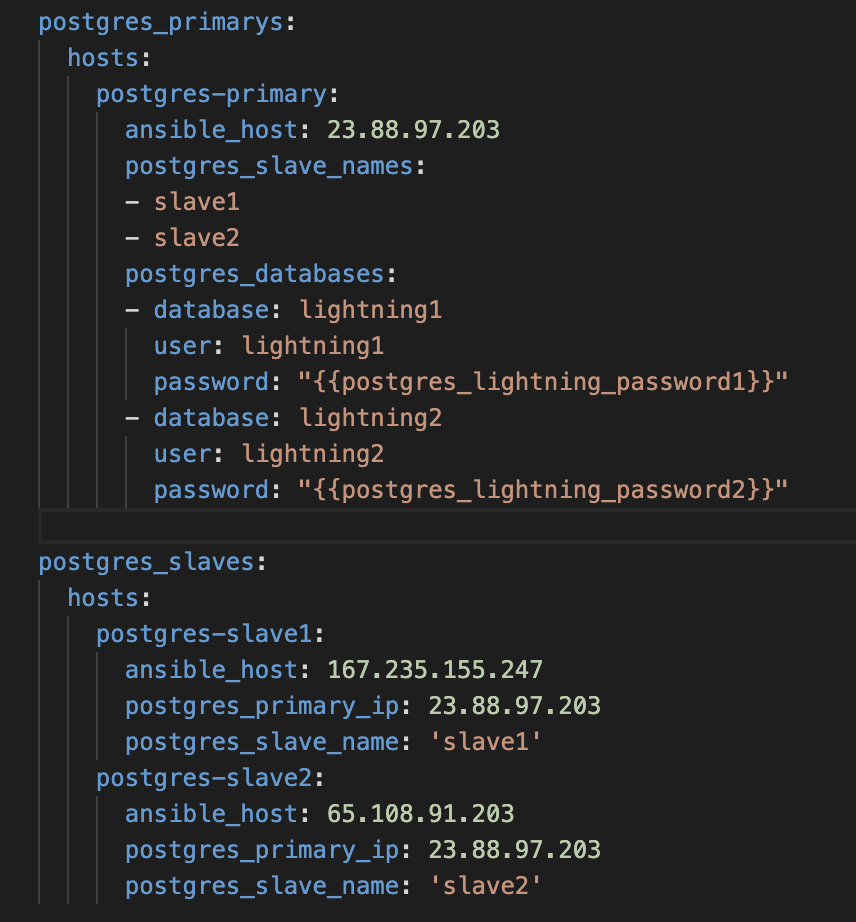 postgres_primarys:
  hosts:
    postgres-primary:
      ansible_host: 23.88.97.203
      postgres_slave_names:
      - slave1
      - slave2
      postgres_databases:
      - database: lightning1
        user: lightning1
        password: "{{postgres_lightning_password1}}"
      - database: lightning2
        user: lightning2
        password: "{{postgres_lightning_password2}}"

postgres_slaves:
  hosts:
    postgres-slave1:
      ansible_host: 167.235.155.247
      postgres_primary_ip: 23.88.97.203
      postgres_slave_name: 'slave1'
    postgres-slave2:
      ansible_host: 65.108.91.203
      postgres_primary_ip: 23.88.97.203
      postgres_slave_name: 'slave2'